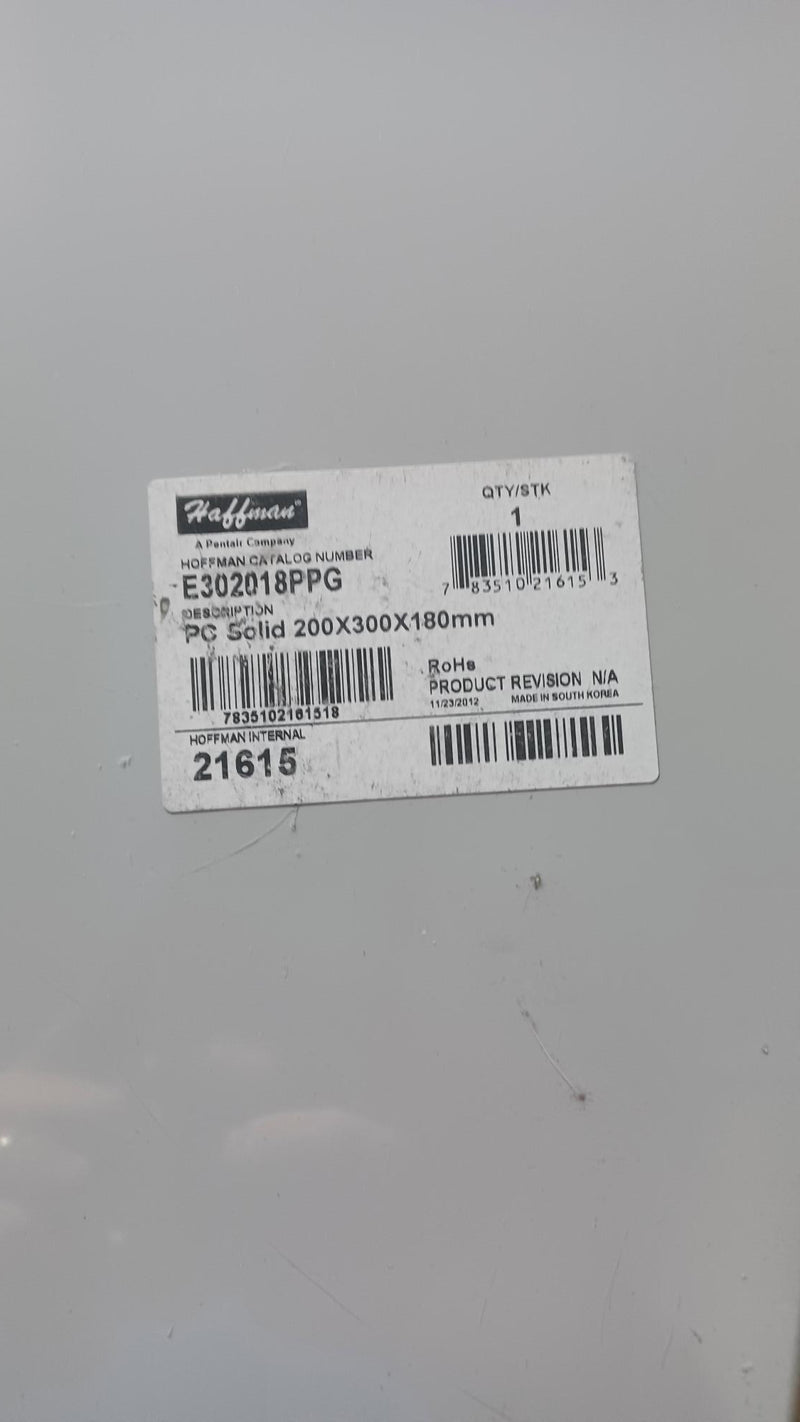 Hoffman
A Pentair Company
HOFFMAN CATALOG NUMBER
E302018PPG
DESCRIPTION
PC Solid 200X300X180mm
7835102161518
QTY/STK
1
7 83510 21615 3
RoHs
PRODUCT REVISION N/A
11/23/2012 MADE IN SOUTH KOREA
HOFFMAN INTERNAL
21615